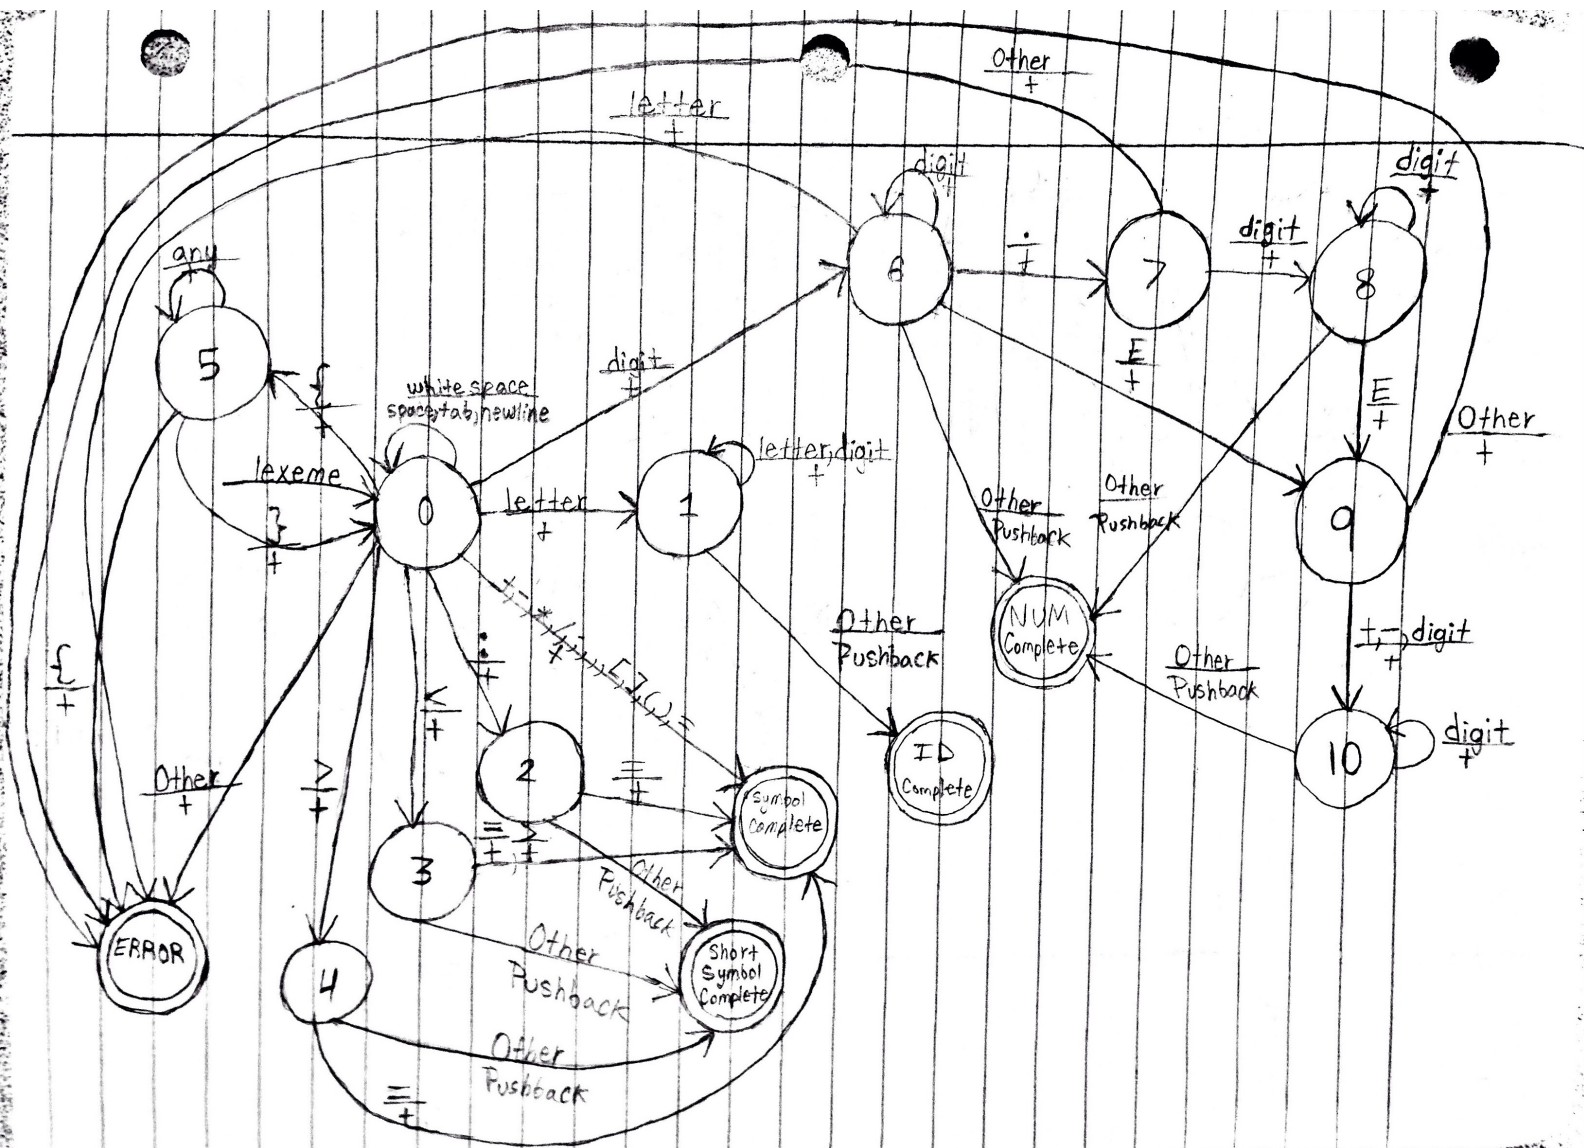 Other
+
letter
+
digit
+
digit
+
any
+
6
.
+
7
digit
+
8
5
{
+
white space
space,tab,newline
digit
+
E
+
E
+
Other
+
lexeme
0
letter
+
1
letter,digit
+
}
+
Other
Pushback
Other
Pushback
9
NUM
Complete
+,-,digit
+
Other
Pushback
Other
Pushback
{
+
:
+
<
+
>
+
Other
+
2
=
+
Symbol
Complete
ID
Complete
10
digit
+
3
=
+
,
>
+
Other
Pushback
ERROR
4
Other
Pushback
Short
Symbol
Complete
Other
Pushback
=
+